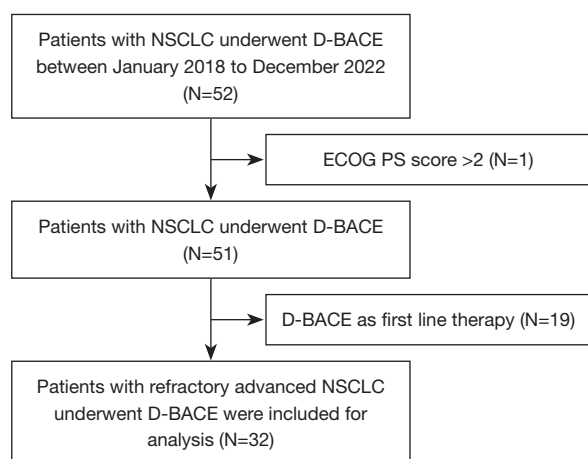 Patients with NSCLC underwent D-BACE
between January 2018 to December 2022
(N=52)
ECOG PS score >2 (N=1)
Patients with NSCLC underwent D-BACE
(N=51)
D-BACE as first line therapy (N=19)
Patients with refractory advanced NSCLC
underwent D-BACE were included for
analysis (N=32)